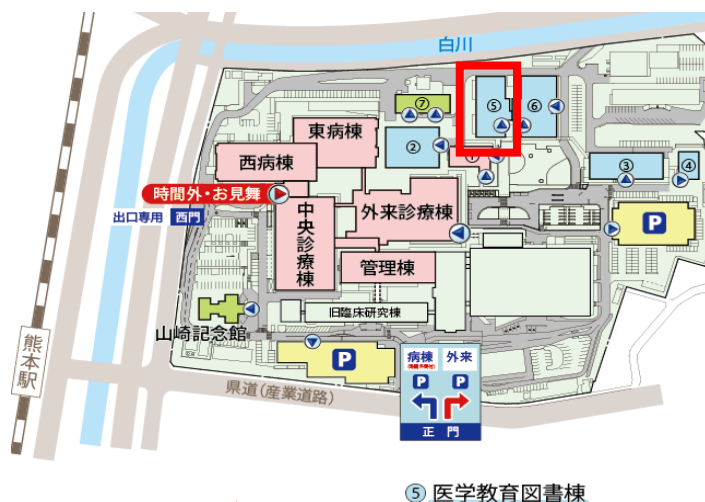 白川
⑦
⑤
⑥
東病棟
②
①
西病棟
③
④
時間外・お見舞
出口専用 西門
外来診療棟
中央診療棟
P
管理棟
旧臨床研究棟
山崎記念館
熊本駅
P
病棟 外来
P P
県道(産業道路)
正門
⑤ 医学教育図書棟